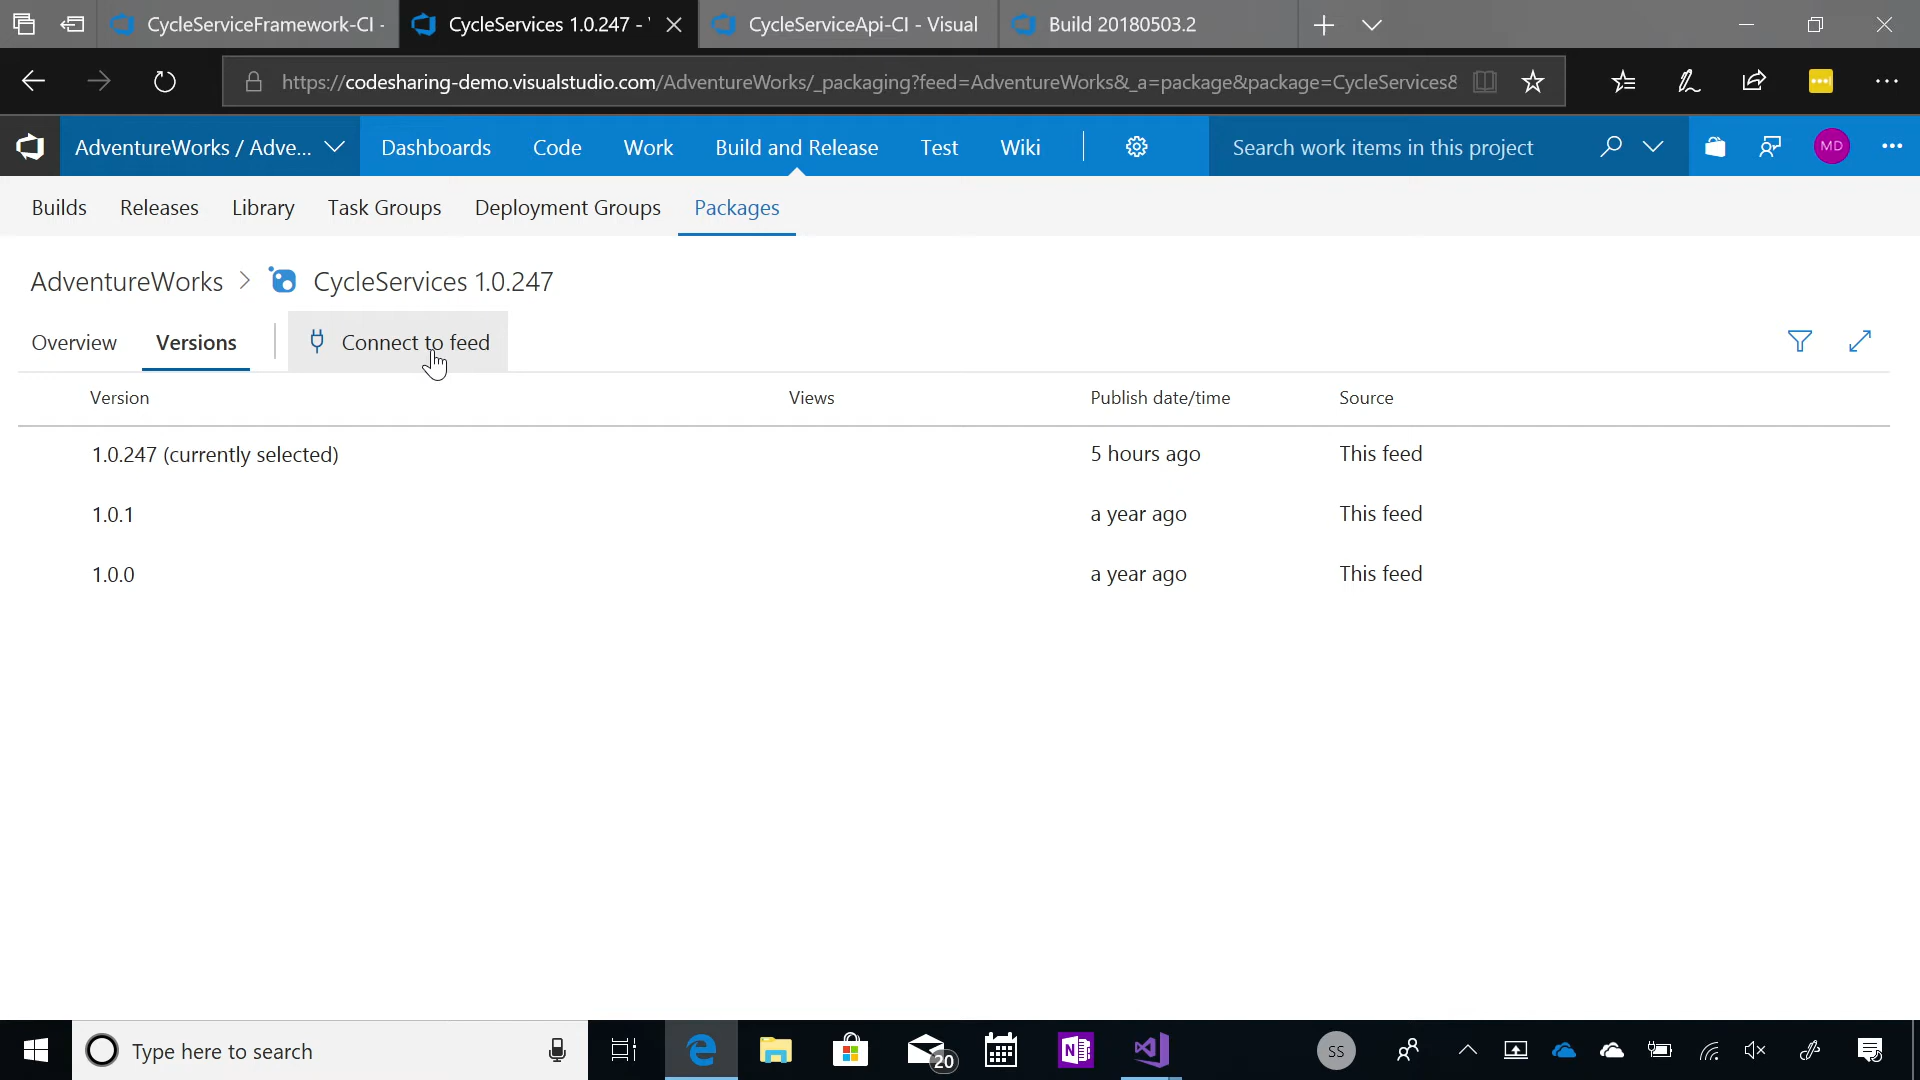 CycleServiceFramework-CI -
CycleServices 1.0.247 -
CycleServiceApi-CI - Visual
Build 20180503.2
https://codesharing-demo.visualstudio.com/AdventureWorks/_packaging?feed=AdventureWorks&_a=package&package=CycleServices&
AdventureWorks / Adve...
Dashboards
Code
Work
Build and Release
Test
Wiki
Search work items in this project
MD
Builds
Releases
Library
Task Groups
Deployment Groups
Packages
AdventureWorks > CycleServices 1.0.247
Overview
Versions
Connect to feed
Version
Views
Publish date/time
Source
1.0.247 (currently selected)
5 hours ago
This feed
1.0.1
a year ago
This feed
1.0.0
a year ago
This feed
Type here to search
20
N
SS